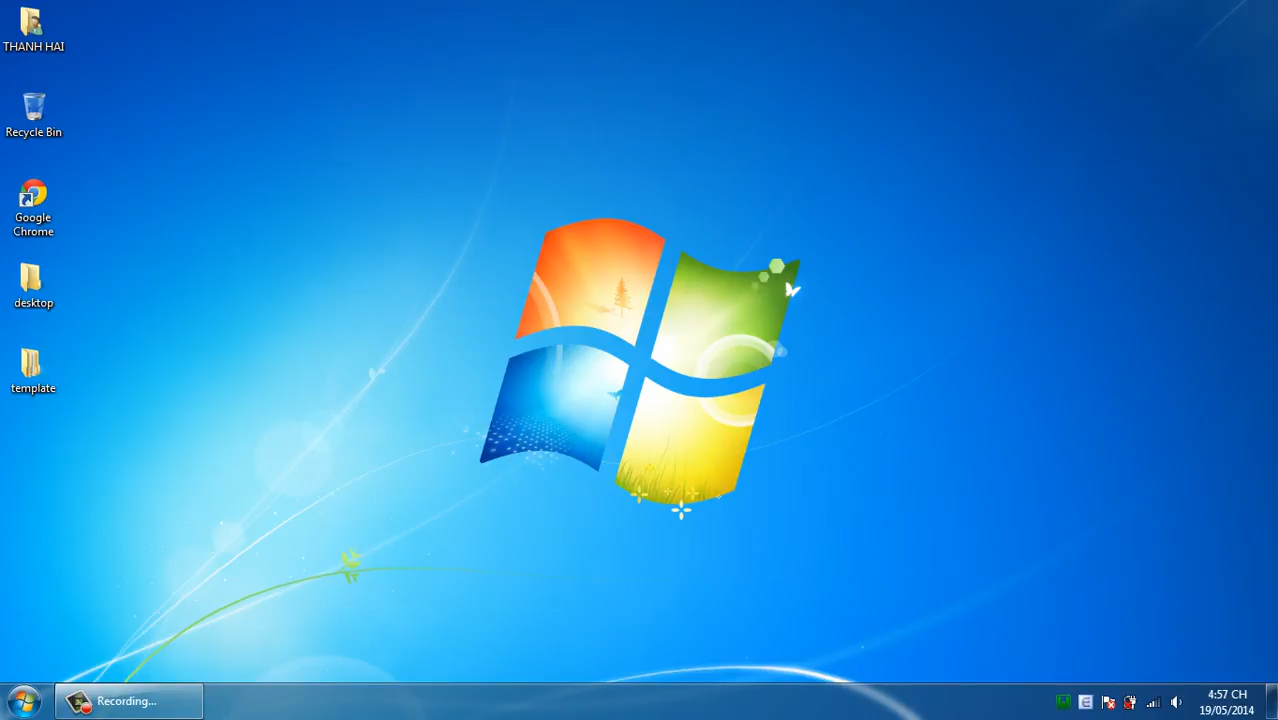 THANH HAI
Recycle Bin
Google
Chrome
desktop
template
Recording...
4:57 CH
19/05/2014